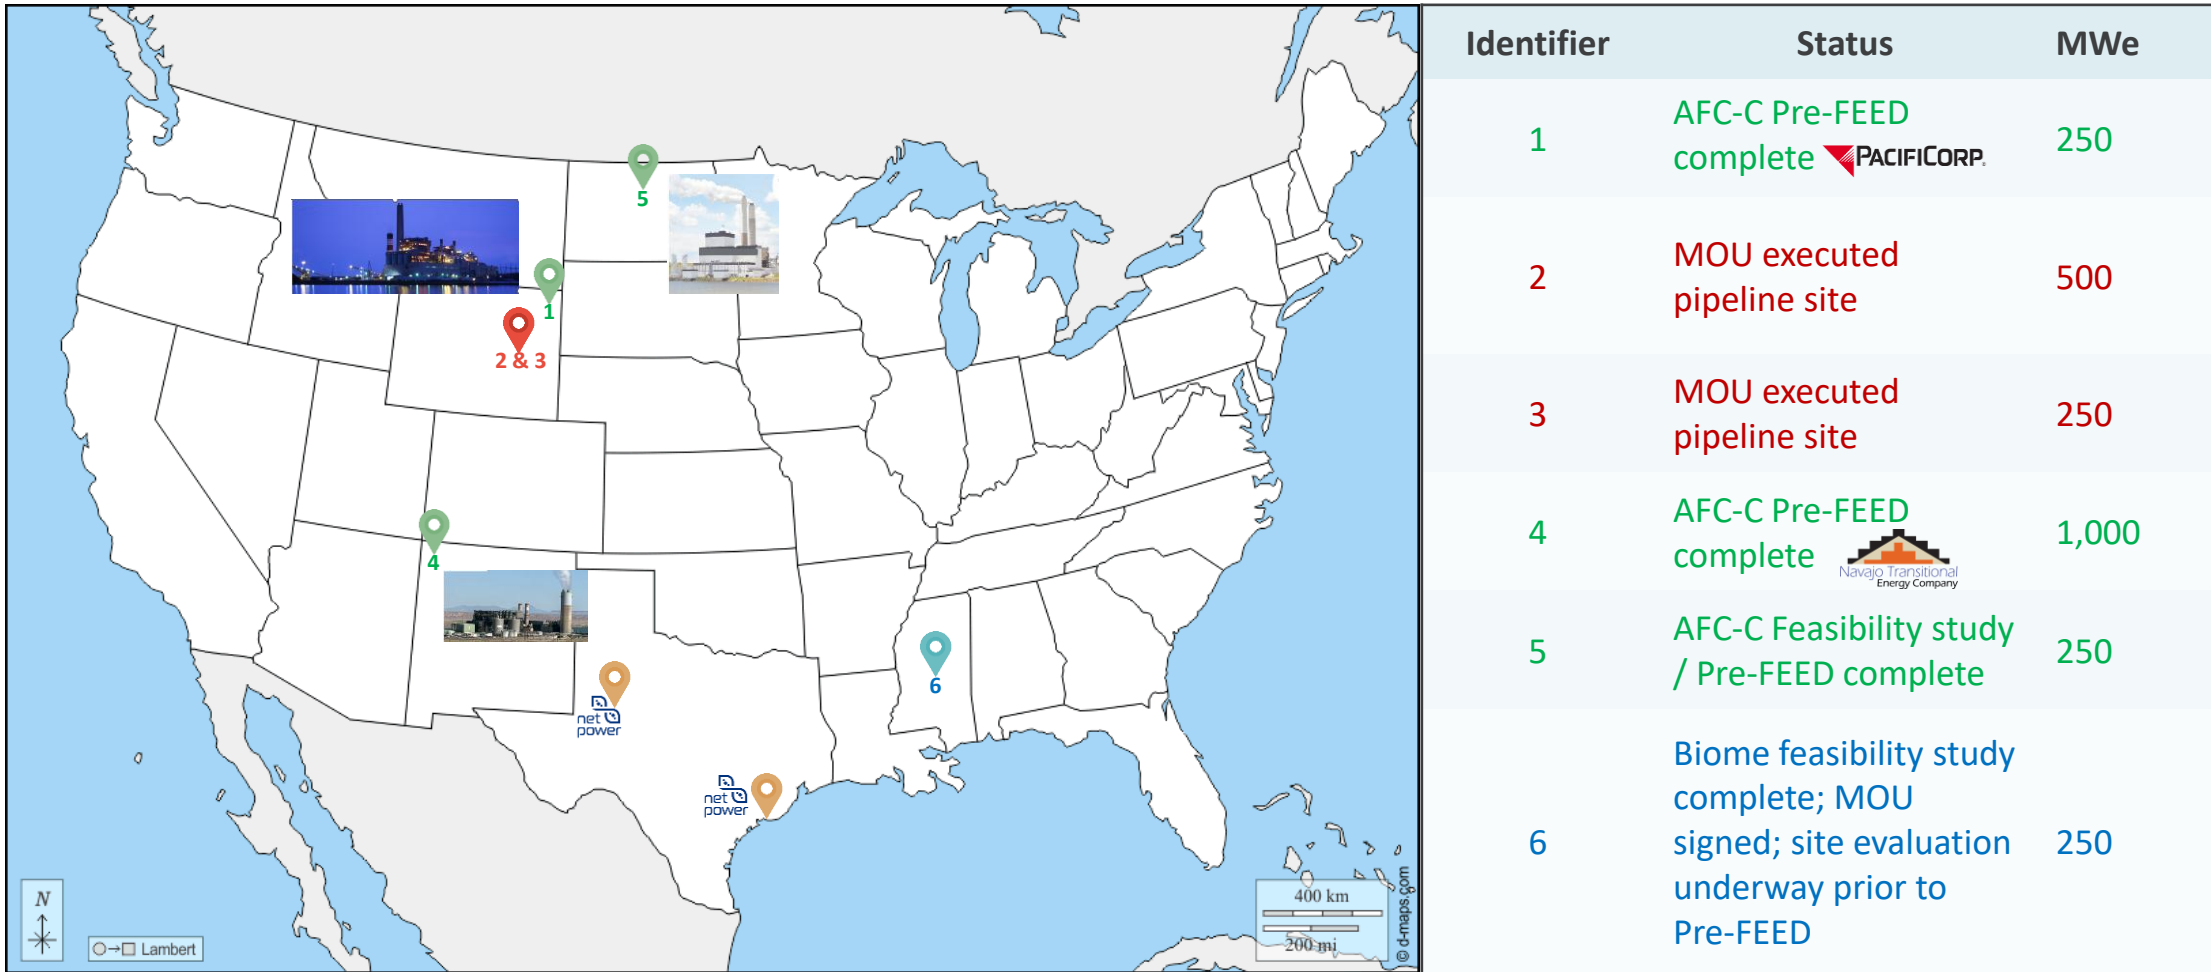 5
1
2 & 3
4
6
net
power
net
power
N
Lambert
400 km
200 mi
© d-maps.com
Identifier Status MWe
1 AFC-C Pre-FEED
complete PACIFICORP. 250
2 MOU executed
pipeline site 500
3 MOU executed
pipeline site 250
4 AFC-C Pre-FEED
complete 1,000
Navajo Transitional
Energy Company
5 AFC-C Feasibility study
/ Pre-FEED complete 250
Biome feasibility study
complete; MOU
6 signed; site evaluation 250
underway prior to
Pre-FEED